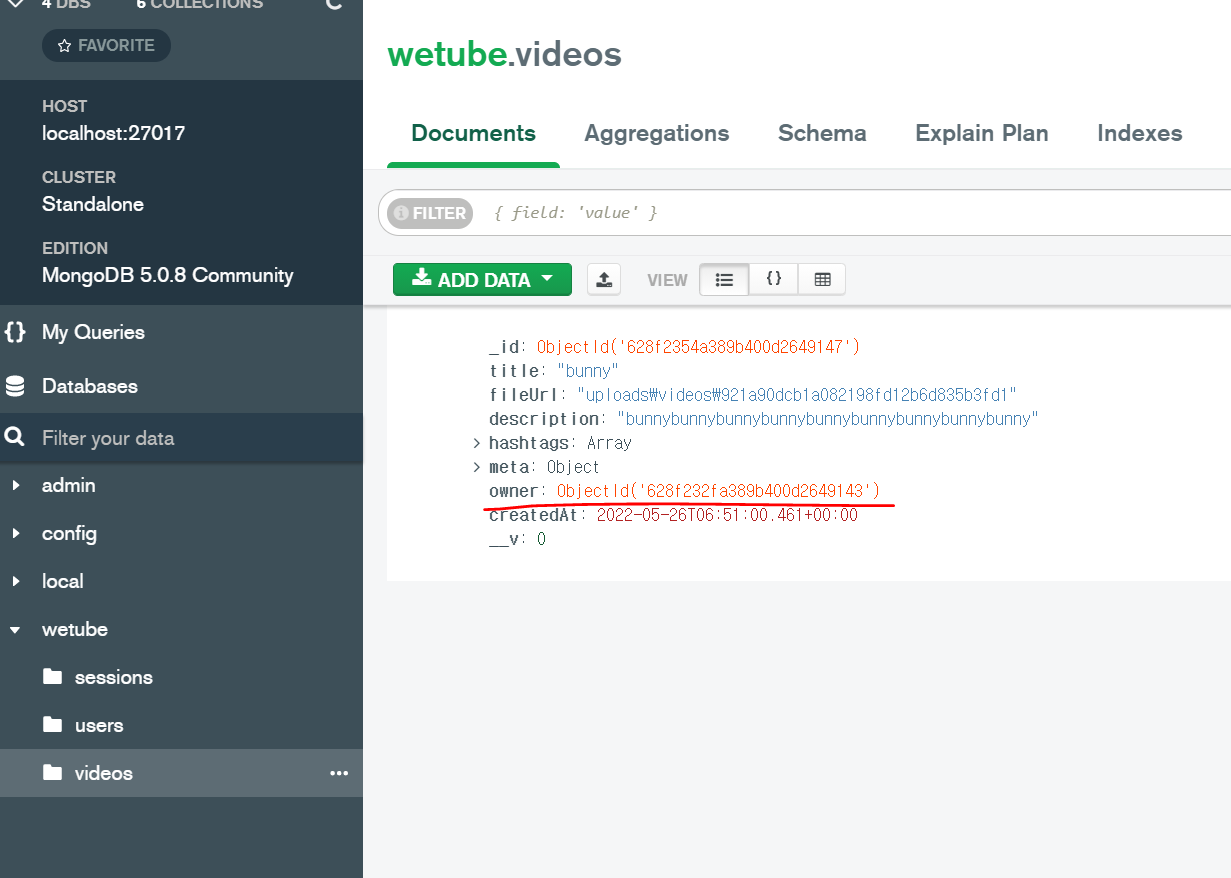 4 DBS 6 COLLECTIONS
FAVORITE
HOST
localhost:27017
CLUSTER
Standalone
EDITION
MongoDB 5.0.8 Community
{} My Queries
Databases
Filter your data
admin
config
local
wetube
sessions
users
videos •••
wetube.videos
Documents Aggregations Schema Explain Plan Indexes
FILTER { field: 'value' }
ADD DATA VIEW {}
_id: ObjectId('628f2354a389b400d2649147')
title: "bunny"
fileUrl: "uploads₩videos₩921a90dcb1a082198fd12b6d835b3fd1"
description: "bunnybunnybunnybunnybunnybunnybunnybunnybunny"
> hashtags: Array
> meta: Object
owner: ObjectId('628f232fa389b400d2649143')
createdAt: 2022-05-26T06:51:00.461+00:00
__v: 0